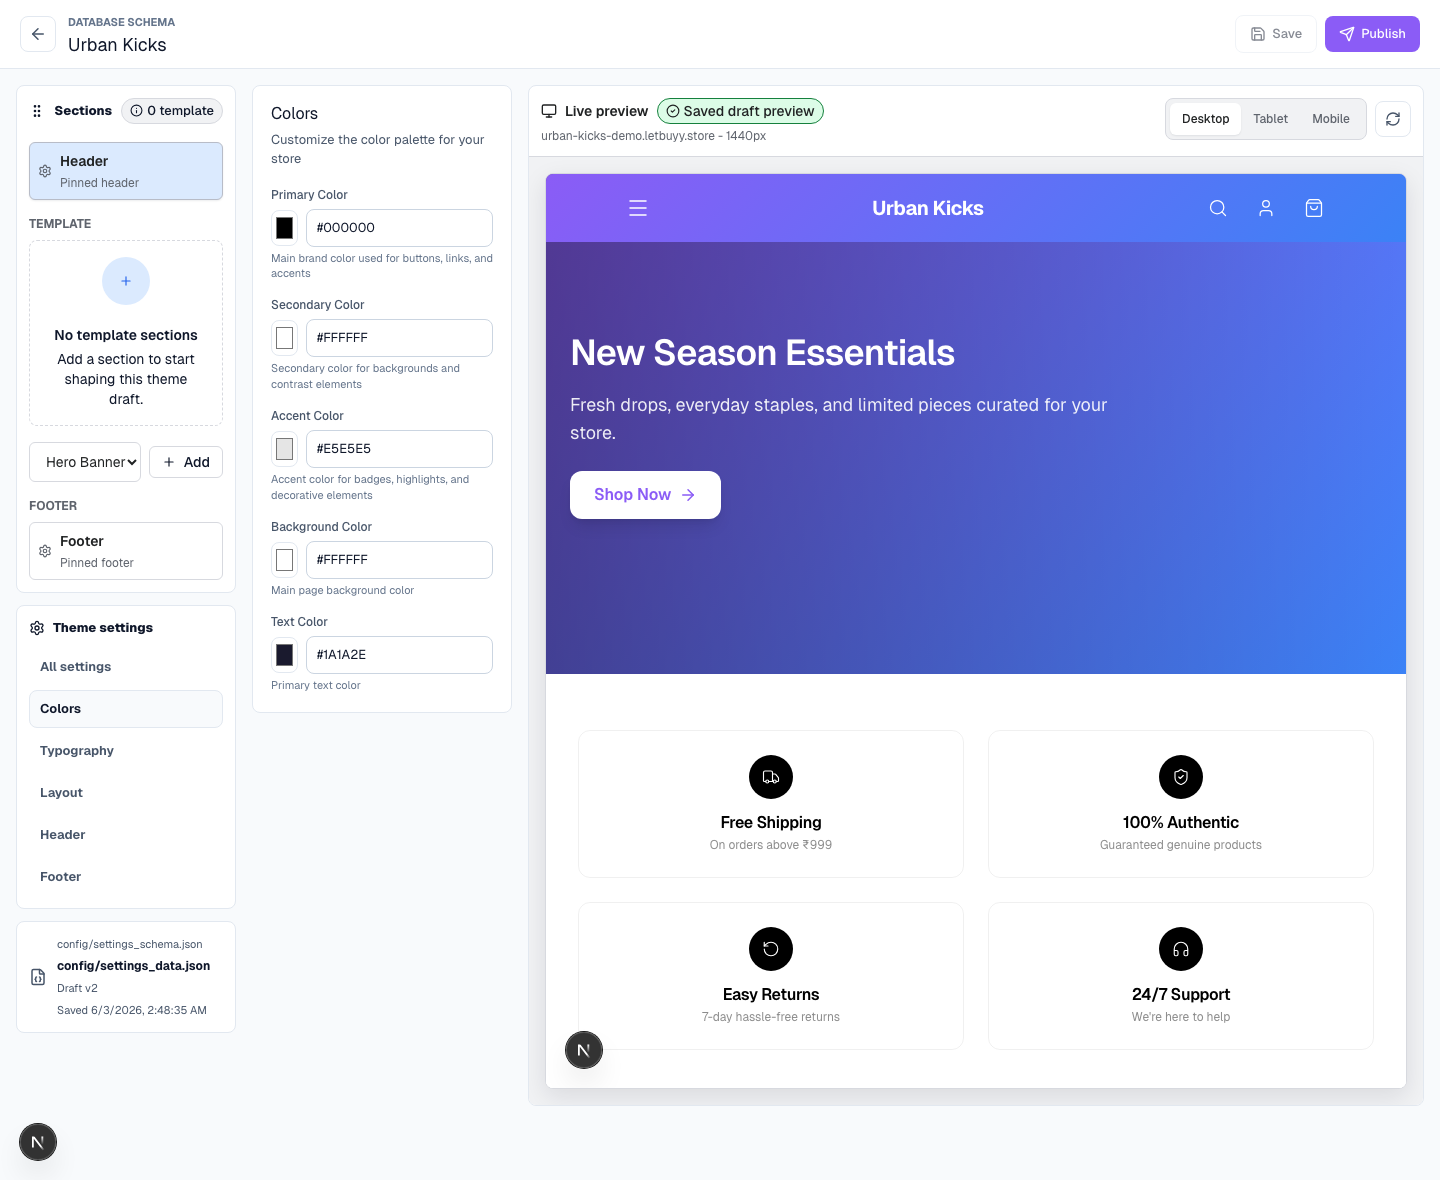 DATABASE SCHEMA
Urban Kicks
Save
Publish
Sections
0 template
Header
Pinned header
TEMPLATE
No template sections
Add a section to start
shaping this theme
draft.
Hero Banner
Add
FOOTER
Footer
Pinned footer
Theme settings
All settings
Colors
Typography
Layout
Header
Footer
config/settings_schema.json
config/settings_data.json
Draft v2
Saved 6/3/2026, 2:48:35 AM
N
Colors
Customize the color palette for your
store
Primary Color
#000000
Main brand color used for buttons, links, and
accents
Secondary Color
#FFFFFF
Secondary color for backgrounds and
contrast elements
Accent Color
#E5E5E5
Accent color for badges, highlights, and
decorative elements
Background Color
#FFFFFF
Main page background color
Text Color
#1A1A2E
Primary text color
Live preview
Saved draft preview
urban-kicks-demo.letbuyy.store - 1440px
Desktop
Tablet
Mobile
Urban Kicks
New Season Essentials
Fresh drops, everyday staples, and limited pieces curated for your
store.
Shop Now
Free Shipping
On orders above ₹999
100% Authentic
Guaranteed genuine products
Easy Returns
7-day hassle-free returns
24/7 Support
We're here to help
N